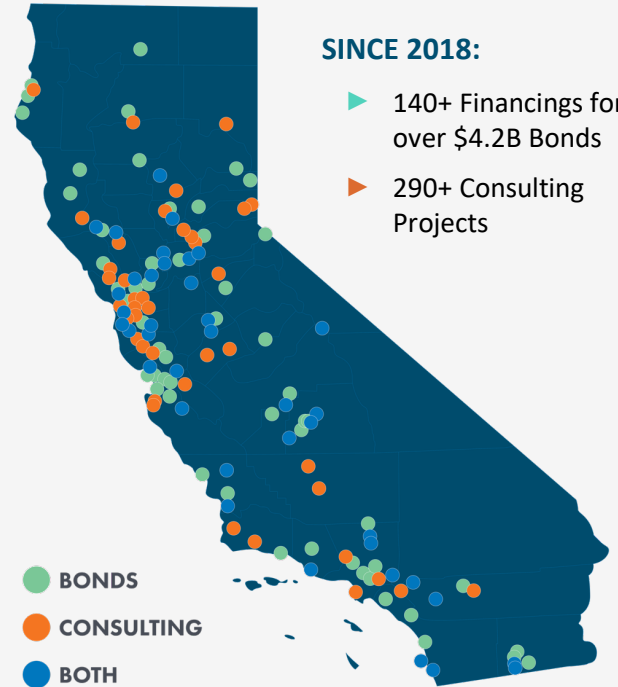 SINCE 2018:
► 140+ Financings for
over $4.2B Bonds
► 290+ Consulting
Projects
BONDS
CONSULTING
BOTH